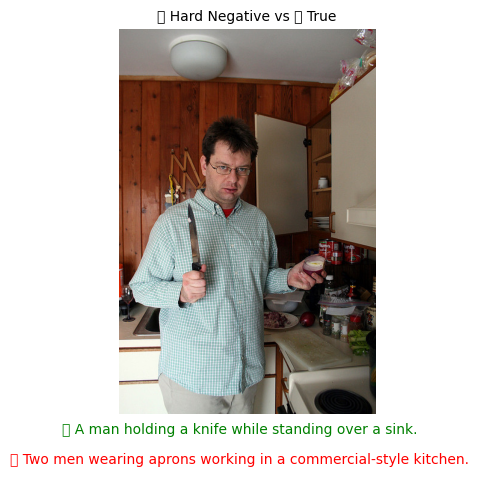 ▯ Hard Negative vs ▯ True
▯ A man holding a knife while standing over a sink.
▯ Two men wearing aprons working in a commercial-style kitchen.